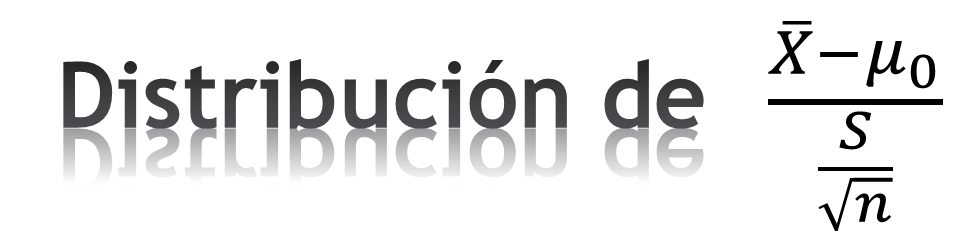 Distribución de
X̄−μ₀
S
√n